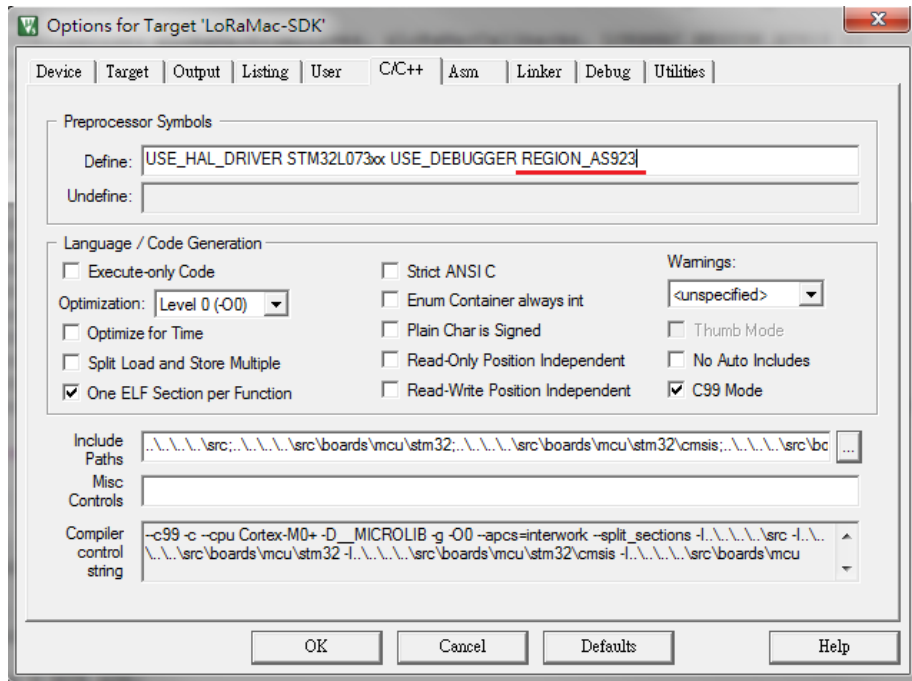 Options for Target 'LoRaMac-SDK'
Device | Target | Output | Listing | User | C/C++ | Asm | Linker | Debug | Utilities |
Preprocessor Symbols
Define: USE_HAL_DRIVER STM32L073xx USE_DEBUGGER REGION_AS923
Undefine:
Language / Code Generation
Execute-only Code
Strict ANSI C
Warnings:
Optimization: Level 0 (-O0)
Enum Container always int
<unspecified>
Optimize for Time
Plain Char is Signed
Thumb Mode
Split Load and Store Multiple
Read-Only Position Independent
No Auto Includes
One ELF Section per Function
Read-Write Position Independent
C99 Mode
Include Paths
..\..\..\..\src;..\..\..\..\src\boards\mcu\stm32;..\..\..\..\src\boards\mcu\stm32\cmsis;..\..\..\..\src\bc
...
Misc Controls
Compiler control string
--c99 -c --cpu Cortex-M0+ -D__MICROLIB -g -O0 --apcs=interwork --split_sections -I..\..\..\..\src -I..\..
\..\..\src\boards\mcu\stm32 -I..\..\..\..\src\boards\mcu\stm32\cmsis -I..\..\..\..\src\boards\mcu
OK
Cancel
Defaults
Help